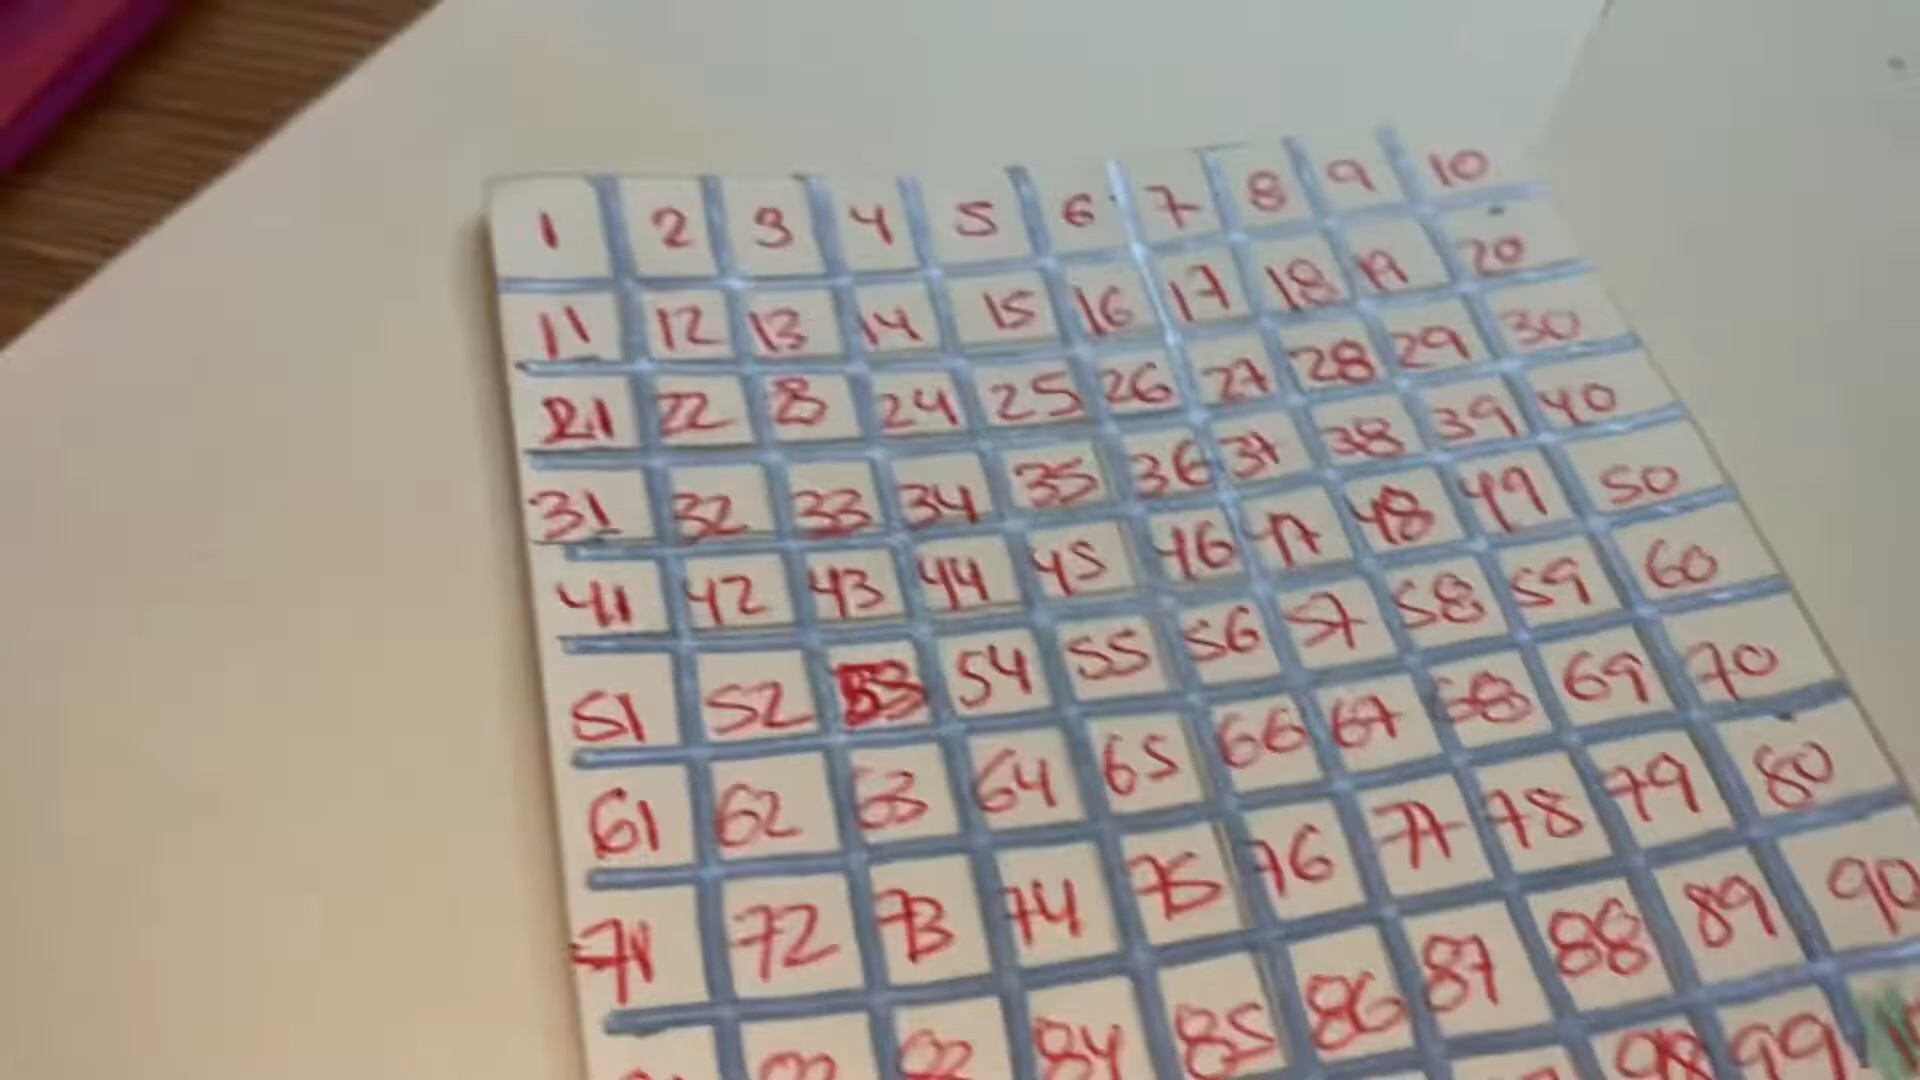 1 2 3 4 5 6 7 8 9 10
11 12 13 14 15 16 17 18 19 20
21 22 23 24 25 26 27 28 29 30
31 32 33 34 35 36 37 38 39 40
41 42 43 44 45 46 47 48 49 50
51 52 53 54 55 56 57 58 59 60
61 62 63 64 65 66 67 68 69 70
71 72 73 74 75 76 77 78 79 80
84 85 86 87 88 89 90
98 99